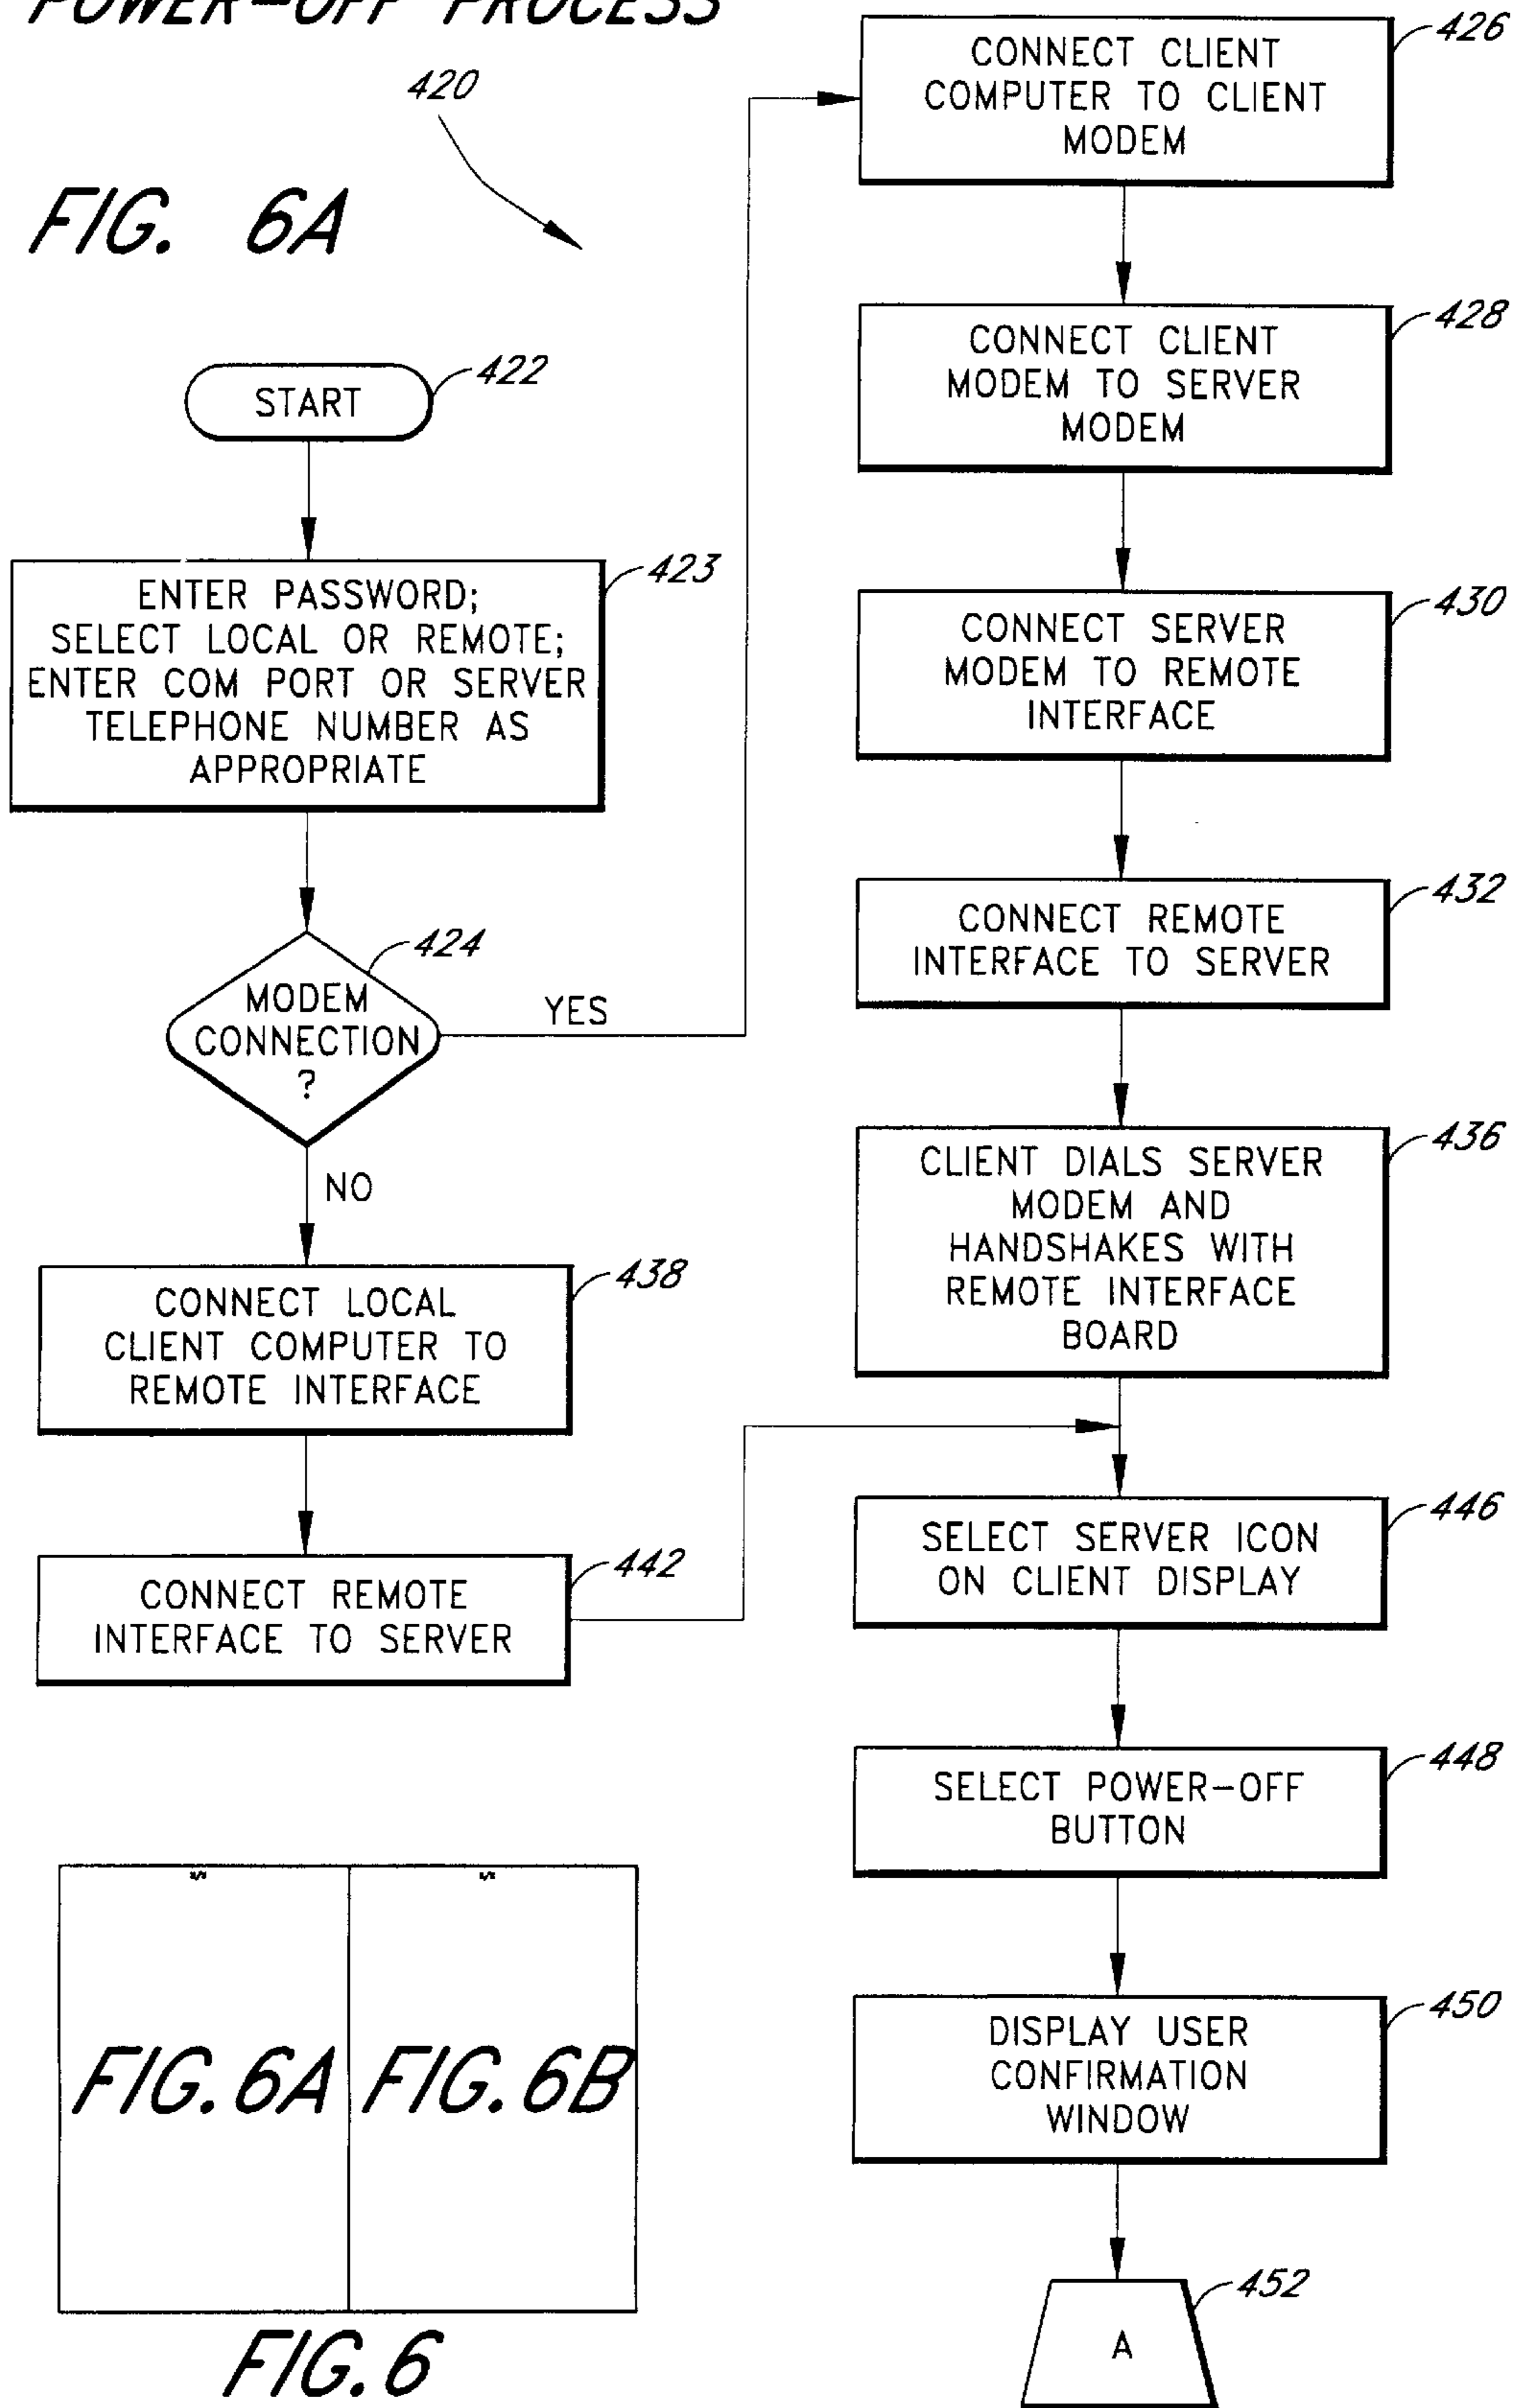 POWER-OFF PROCESS
420
FIG. 6A
START
422
ENTER PASSWORD;
SELECT LOCAL OR REMOTE;
ENTER COM PORT OR SERVER
TELEPHONE NUMBER AS
APPROPRIATE
423
MODEM
CONNECTION
?
424
YES
NO
CONNECT LOCAL
CLIENT COMPUTER TO
REMOTE INTERFACE
438
CONNECT REMOTE
INTERFACE TO SERVER
442
CONNECT CLIENT
COMPUTER TO CLIENT
MODEM
426
CONNECT CLIENT
MODEM TO SERVER
MODEM
428
CONNECT SERVER
MODEM TO REMOTE
INTERFACE
430
CONNECT REMOTE
INTERFACE TO SERVER
432
CLIENT DIALS SERVER
MODEM AND
HANDSHAKES WITH
REMOTE INTERFACE
BOARD
436
SELECT SERVER ICON
ON CLIENT DISPLAY
446
SELECT POWER-OFF
BUTTON
448
DISPLAY USER
CONFIRMATION
WINDOW
450
A
452
FIG. 6A
FIG. 6B
FIG. 6